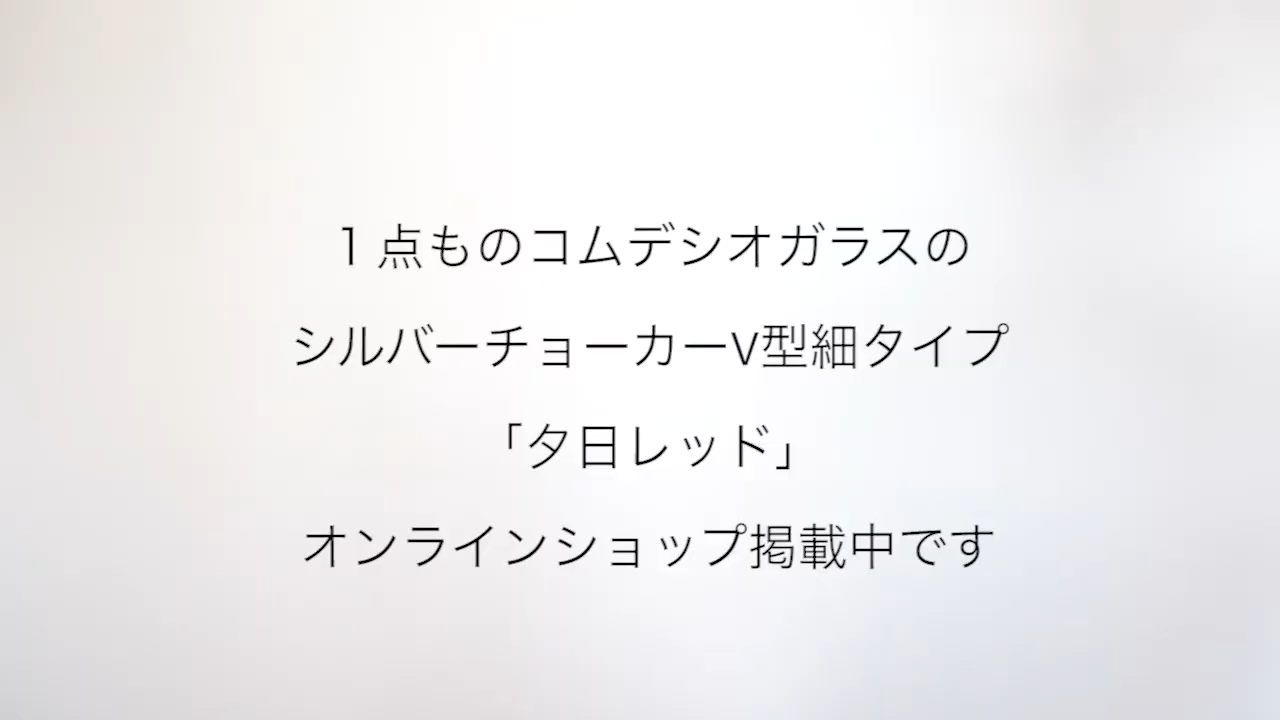 １点ものコムデシオガラスの
シルバーチョーカーV型細タイプ
「夕日レッド」
オンラインショップ掲載中です